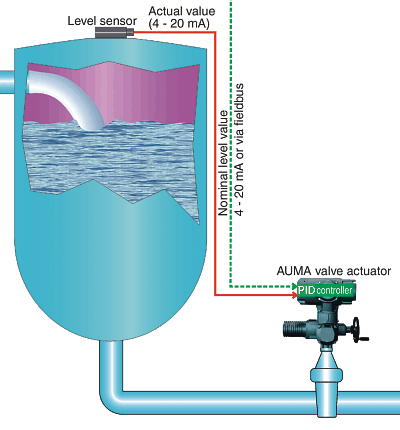 Level sensor
Actual value
(4 - 20 mA)
Nominal level value
4 - 20 mA or via fieldbus
AUMA valve actuator
PID controller